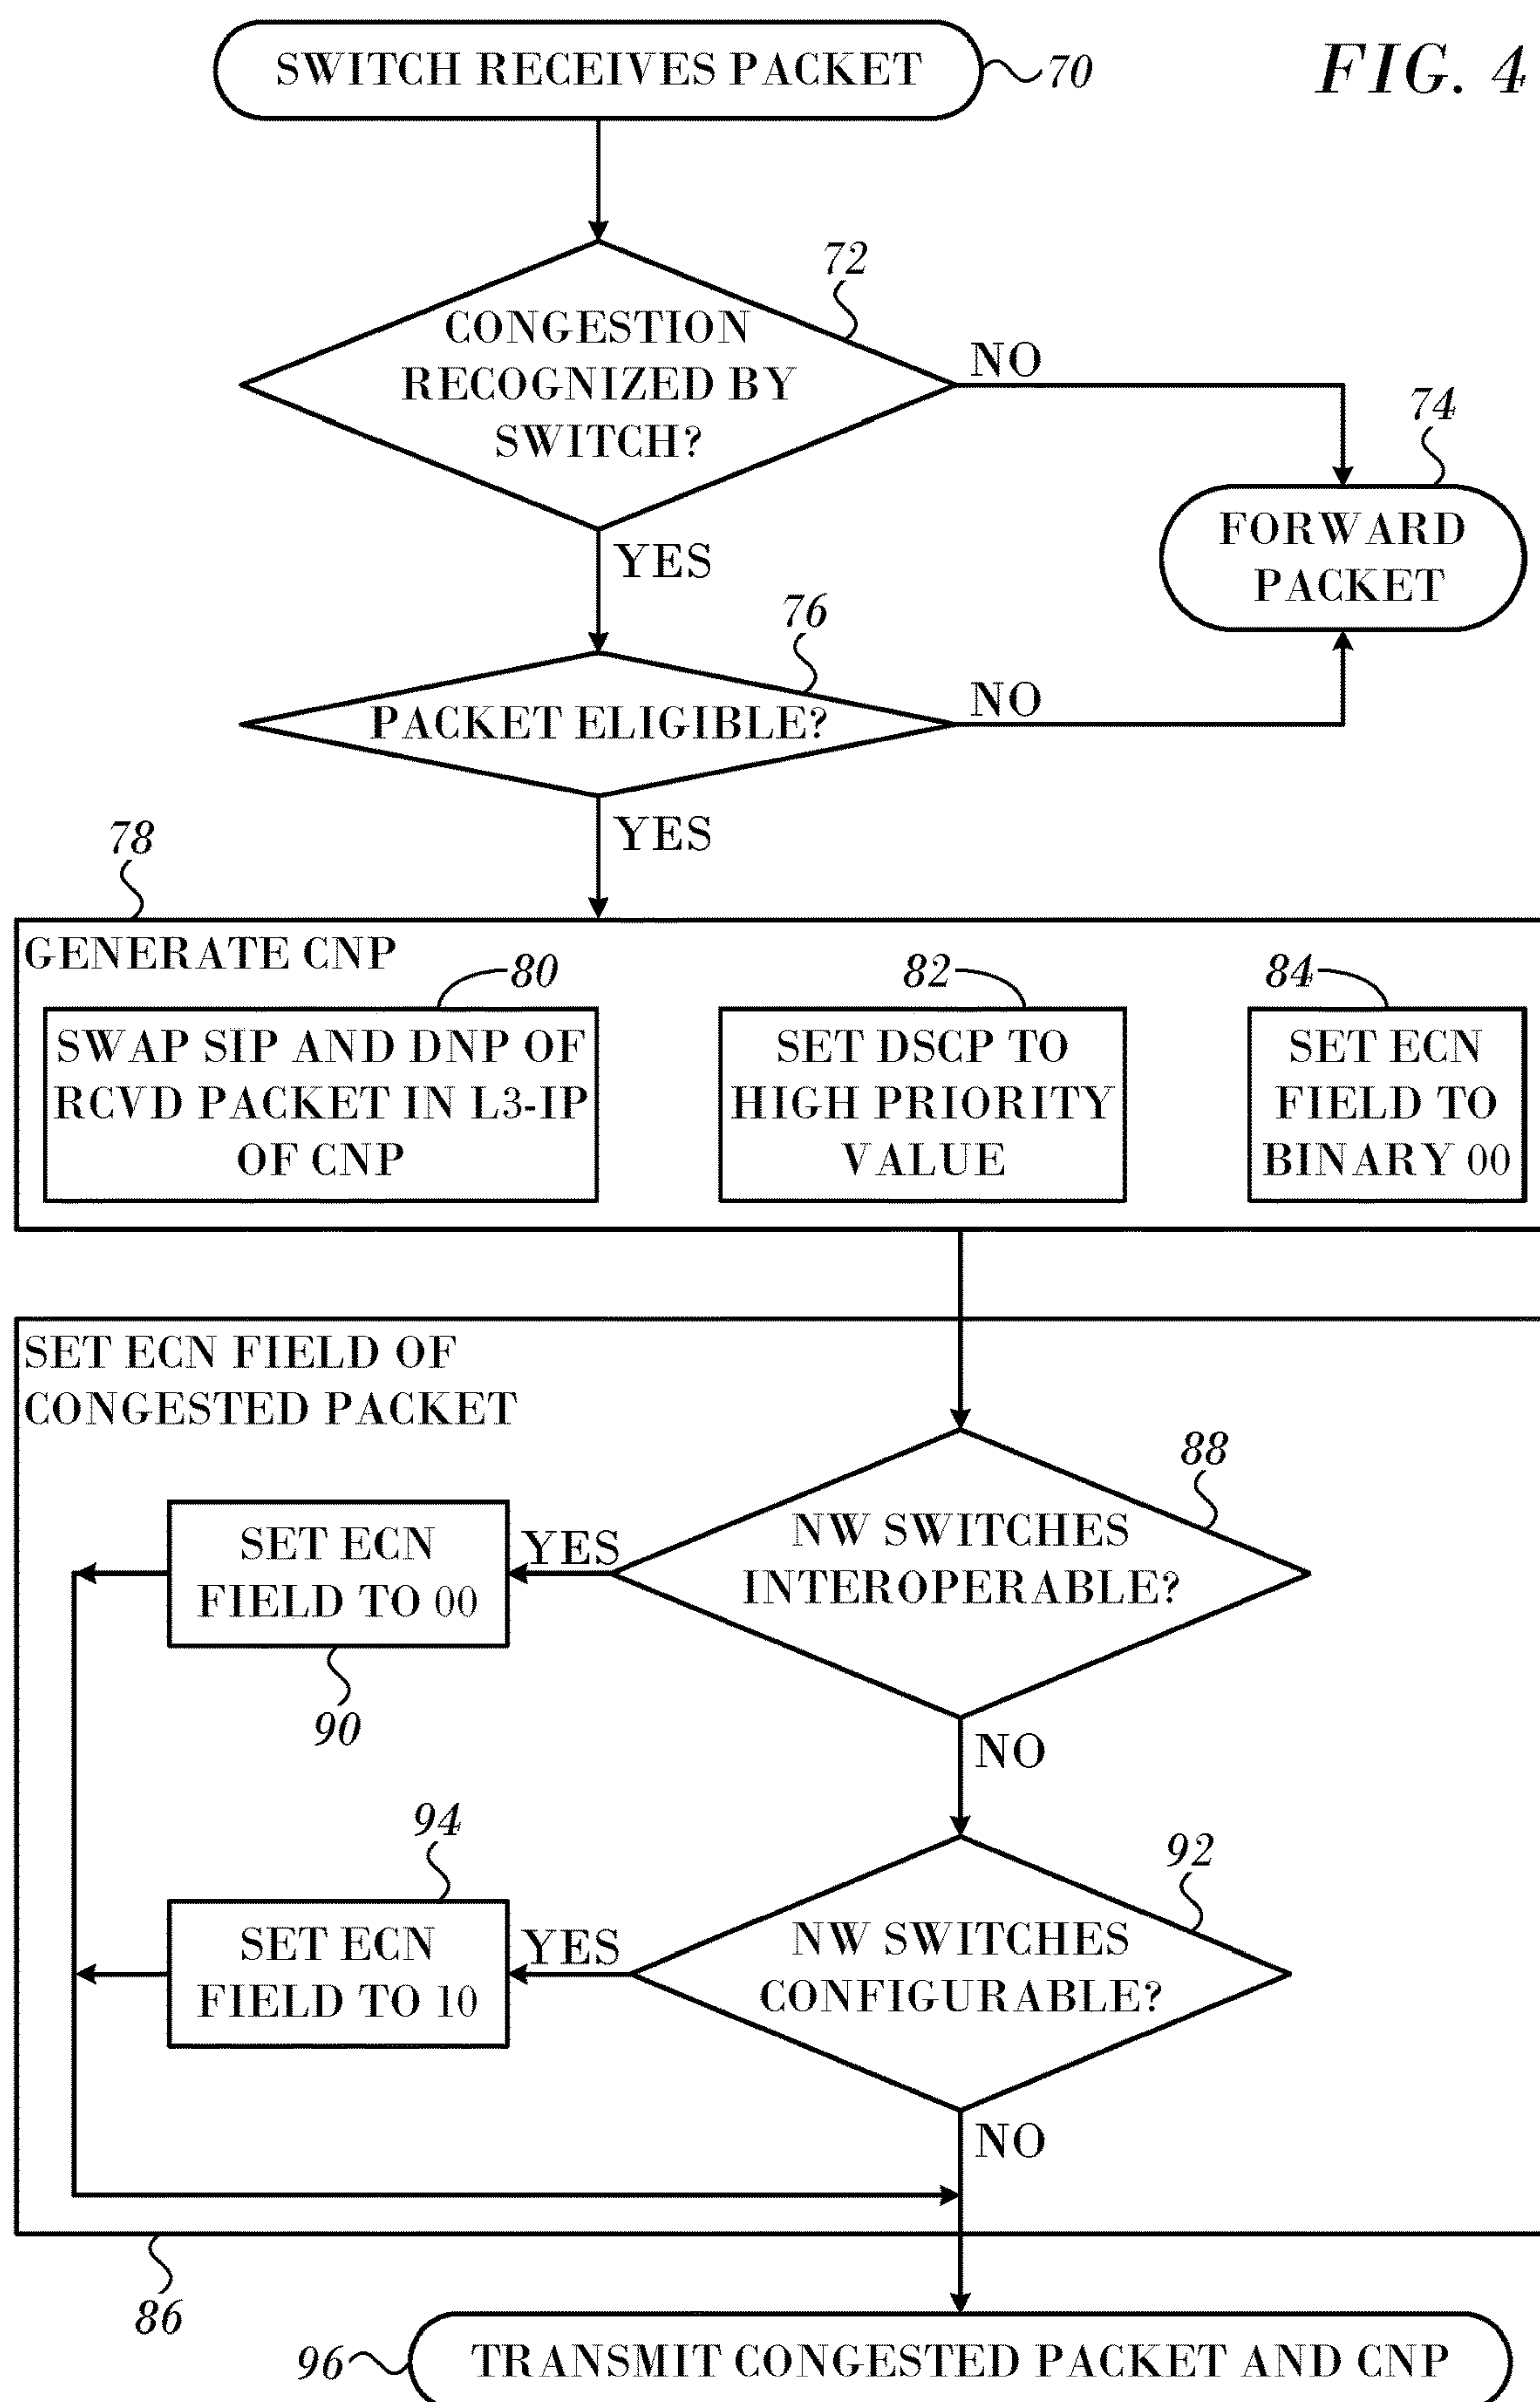 FIG. 4
SWITCH RECEIVES PACKET
70
72
CONGESTION
RECOGNIZED BY
SWITCH?
NO
74
FORWARD
PACKET
YES
76
PACKET ELIGIBLE?
NO
YES
78
GENERATE CNP
80
SWAP SIP AND DNP OF
RCVD PACKET IN L3-IP
OF CNP
82
SET DSCP TO
HIGH PRIORITY
VALUE
84
SET ECN
FIELD TO
BINARY 00
SET ECN FIELD OF
CONGESTED PACKET
88
NW SWITCHES
INTEROPERABLE?
YES
SET ECN
FIELD TO 00
90
NO
92
NW SWITCHES
CONFIGURABLE?
YES
94
SET ECN
FIELD TO 10
NO
86
96
TRANSMIT CONGESTED PACKET AND CNP